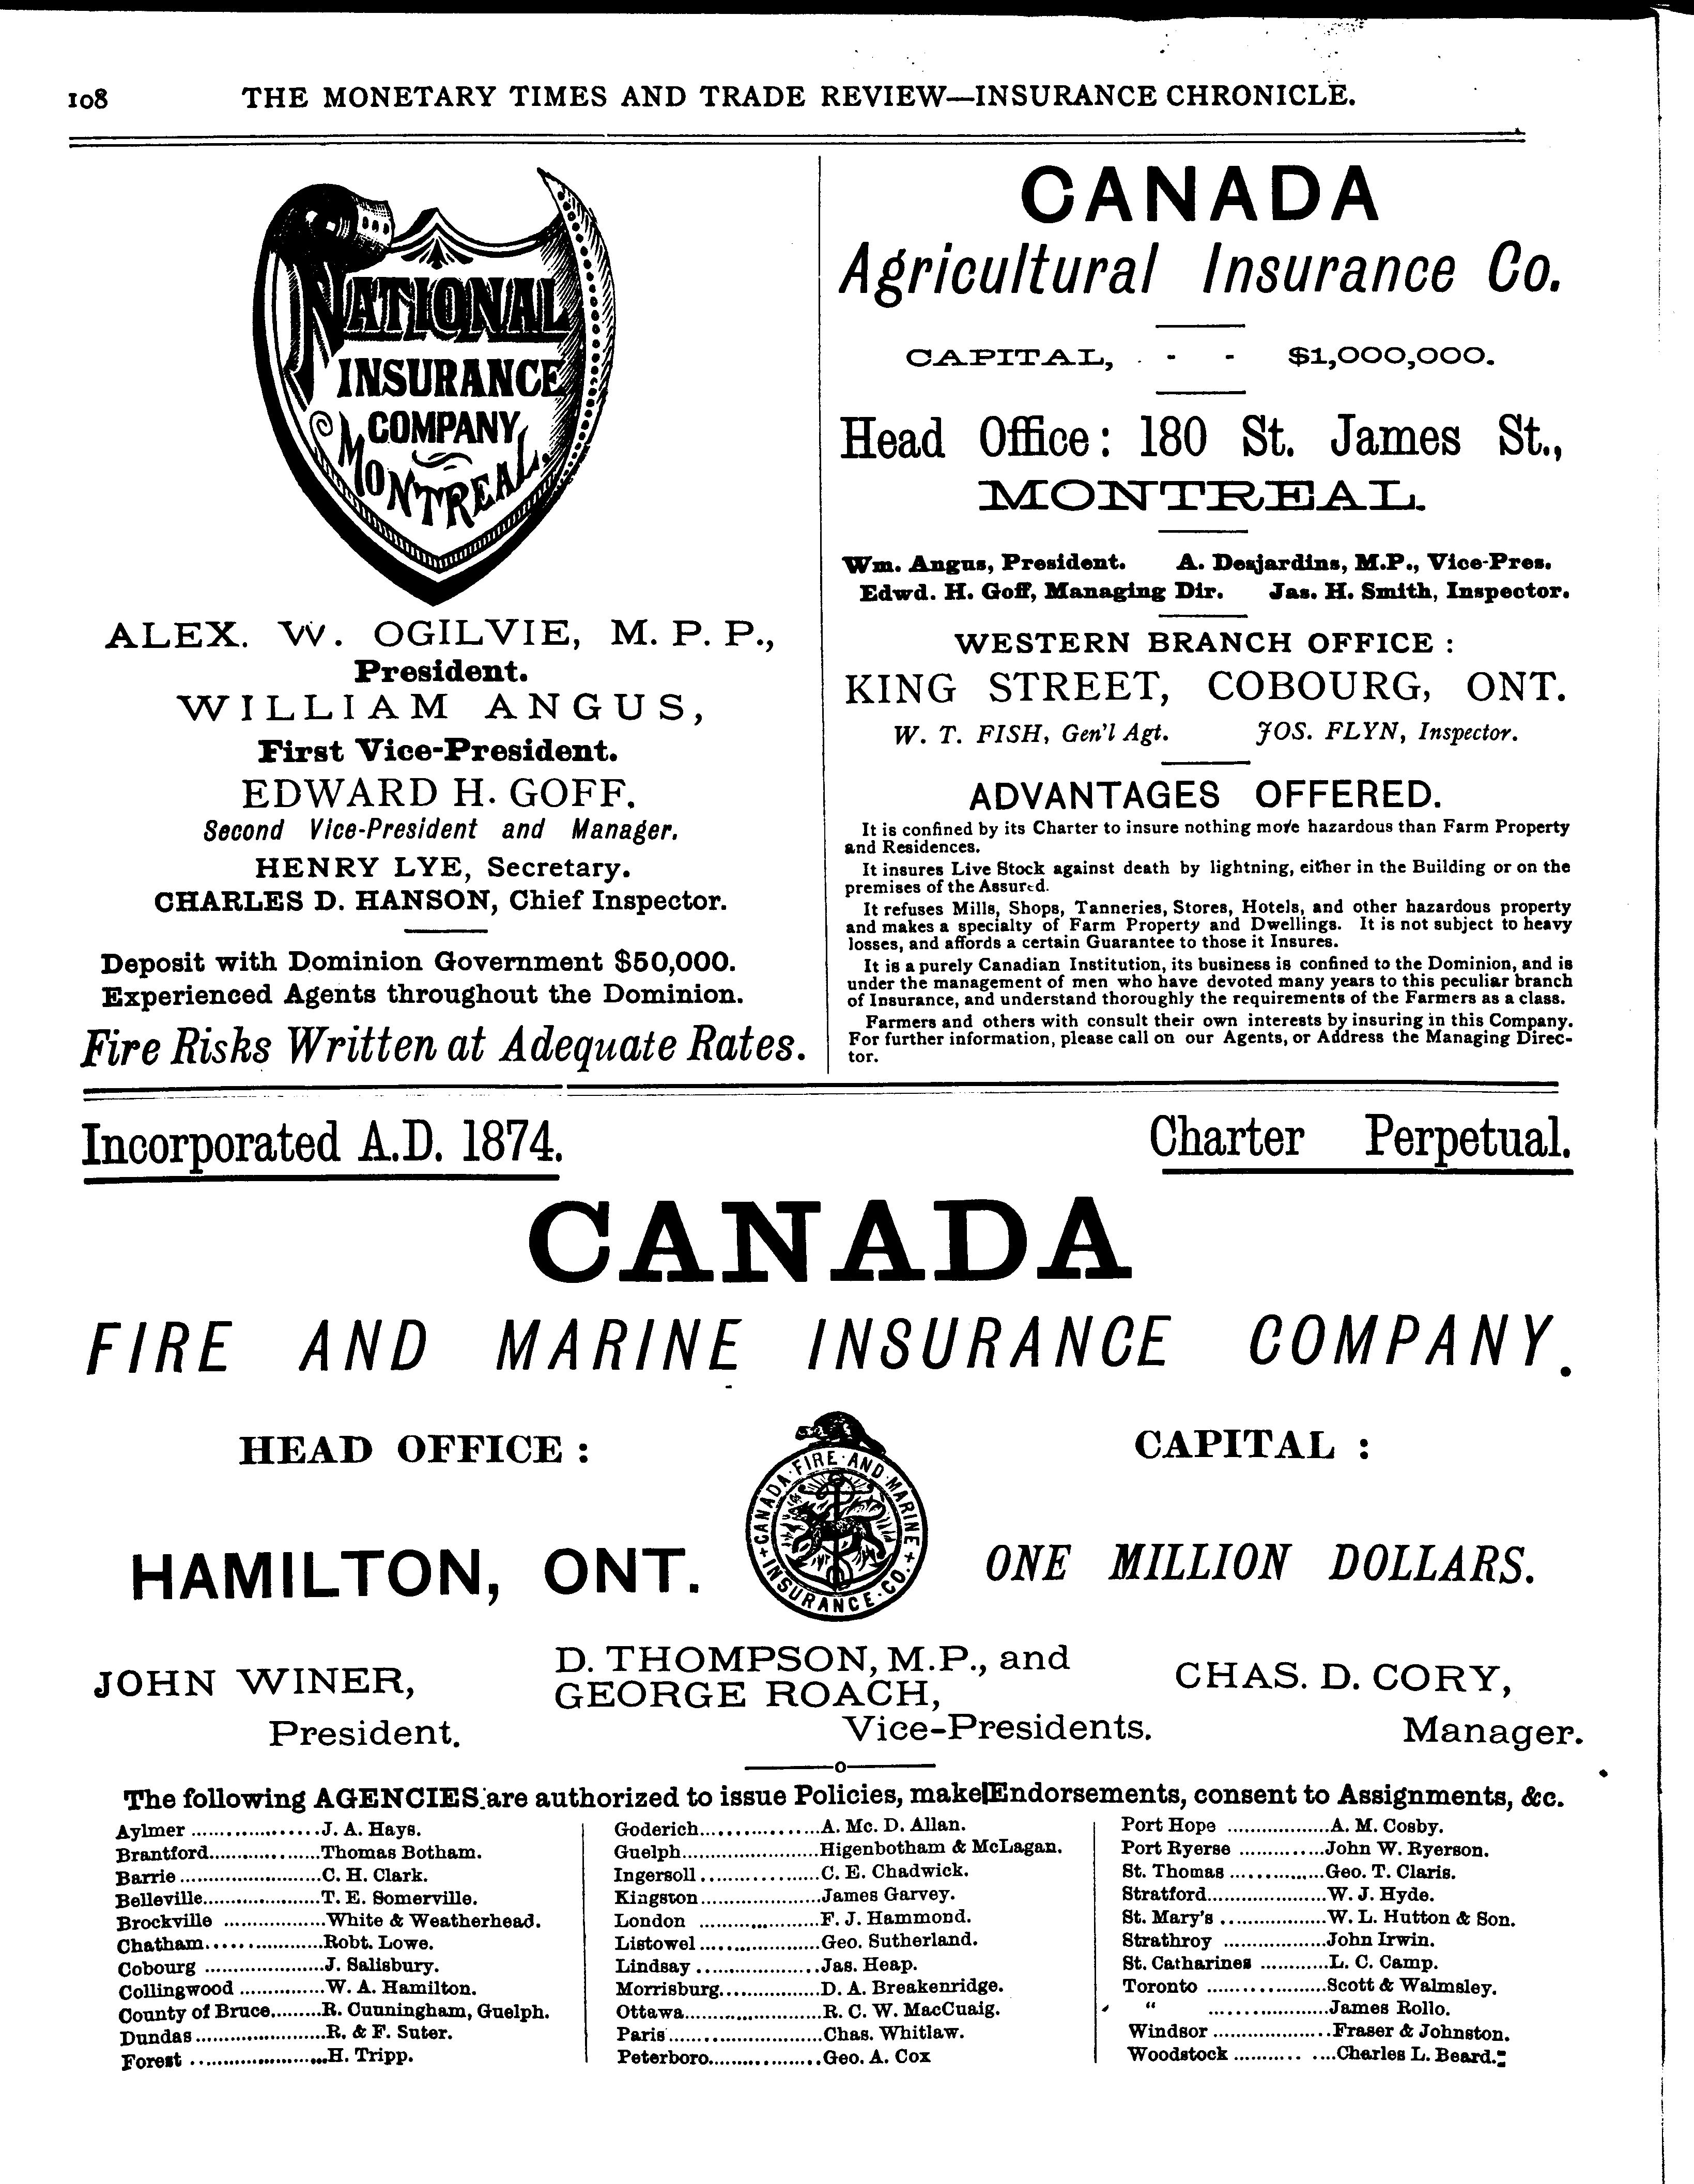 108
THE MONETARY TIMES AND TRADE REVIEW—INSURANCE CHRONICLE.
NATIONAL
INSURANCE
COMPANY
MONTREAL.
ALEX. W. OGILVIE, M. P. P.,
President.
WILLIAM ANGUS,
First Vice-President.
EDWARD H. GOFF,
Second Vice-President and Manager.
HENRY LYE, Secretary.
CHARLES D. HANSON, Chief Inspector.
Deposit with Dominion Government $50,000.
Experienced Agents throughout the Dominion.
Fire Risks Written at Adequate Rates.
CANADA
Agricultural Insurance Co.
CAPITAL, - - - $1,000,000.
Head Office: 180 St. James St.,
MONTREAL.
Wm. Angus, President. A. Desjardins, M.P., Vice-Pres.
Edwd. H. Goff, Managing Dir. Jas. H. Smith, Inspector.
WESTERN BRANCH OFFICE :
KING STREET, COBOURG, ONT.
W. T. FISH, Gen'l Agt. JOS. FLYN, Inspector.
ADVANTAGES OFFERED.
It is confined by its Charter to insure nothing more hazardous than Farm Property
and Residences.
It insures Live Stock against death by lightning, either in the Building or on the
premises of the Assured.
It refuses Mills, Shops, Tanneries, Stores, Hotels, and other hazardous property
and makes a specialty of Farm Property and Dwellings. It is not subject to heavy
losses, and affords a certain Guarantee to those it Insures.
It is a purely Canadian Institution, its business is confined to the Dominion, and is
under the management of men who have devoted many years to this peculiar branch
of Insurance, and understand thoroughly the requirements of the Farmers as a class.
Farmers and others with consult their own interests by insuring in this Company.
For further information, please call on our Agents, or Address the Managing Direc-
tor.
Incorporated A.D. 1874. Charter Perpetual.
CANADA
FIRE AND MARINE INSURANCE COMPANY.
HEAD OFFICE :
HAMILTON, ONT.
CANADA·FIRE·AND·MARINE
INSURANCE·CO.
CAPITAL :
ONE MILLION DOLLARS.
JOHN WINER,
President.
D. THOMPSON, M.P., and
GEORGE ROACH,
Vice-Presidents.
CHAS. D. CORY,
Manager.
The following AGENCIES are authorized to issue Policies, make Endorsements, consent to Assignments, &c.
Aylmer ..................J. A. Hays.
Brantford..................Thomas Botham.
Barrie ........................C. H. Clark.
Belleville....................T. E. Somerville.
Brockville .................White & Weatherhead.
Chatham....................Robt. Lowe.
Cobourg .....................J. Salisbury.
Collingwood ...............W. A. Hamilton.
County of Bruce.........R. Cunningham, Guelph.
Dundas.......................R. & F. Suter.
Forest ........................H. Tripp.
Goderich.....................A. Mc. D. Allan.
Guelph........................Higenbotham & McLagan.
Ingersoll ....................C. E. Chadwick.
Kingston.....................James Garvey.
London .....................F. J. Hammond.
Listowel .....................Geo. Sutherland.
Lindsay .....................Jas. Heap.
Morrisburg..................D. A. Breakenridge.
Ottawa........................R. C. W. MacCuaig.
Paris...........................Chas. Whitlaw.
Peterboro....................Geo. A. Cox
Port Hope ..................A. M. Cosby.
Port Ryerse ...............John W. Ryerson.
St. Thomas ................Geo. T. Claris.
Stratford.....................W. J. Hyde.
St. Mary's ...................W. L. Hutton & Son.
Strathroy ..................John Irwin.
St. Catharines ............L. C. Camp.
Toronto .....................Scott & Walmsley.
" .....................James Rollo.
Windsor .....................Fraser & Johnston.
Woodstock ...............Charles L. Beard.